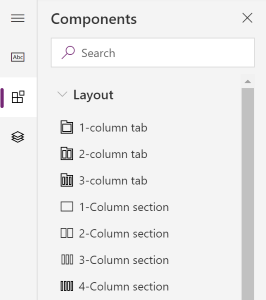 Components
Abc
Search
Layout
1-column tab
2-column tab
3-column tab
1-Column section
2-Column section
3-Column section
4-Column section